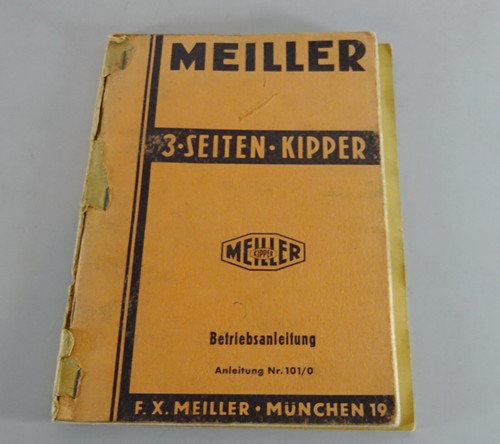 MEILLER
3·SEITEN·KIPPER
MEILLER
KIPPER
Betriebsanleitung
Anleitung Nr. 101/0
F. X. MEILLER · MÜNCHEN 19